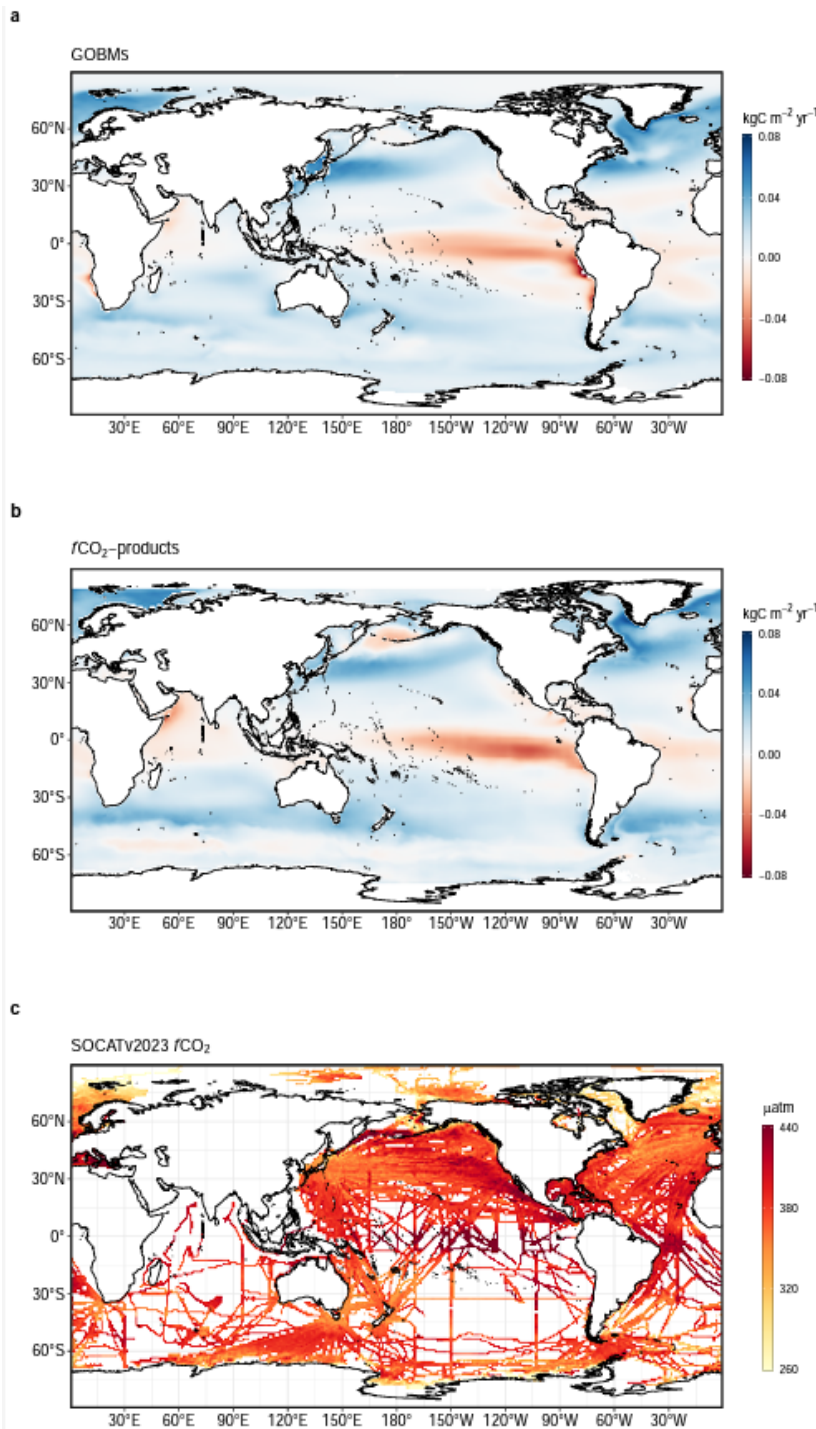 a
GOBMs
kgC m⁻² yr⁻¹
60°N
30°N
0°
30°S
60°S
0.08
0.04
0.00
−0.04
−0.08
30°E 60°E 90°E 120°E 150°E 180° 150°W 120°W 90°W 60°W 30°W
b
fCO₂−products
kgC m⁻² yr⁻¹
60°N
30°N
0°
30°S
60°S
0.08
0.04
0.00
−0.04
−0.08
30°E 60°E 90°E 120°E 150°E 180° 150°W 120°W 90°W 60°W 30°W
c
SOCATv2023 fCO₂
µatm
60°N
30°N
0°
30°S
60°S
440
380
320
260
30°E 60°E 90°E 120°E 150°E 180° 150°W 120°W 90°W 60°W 30°W